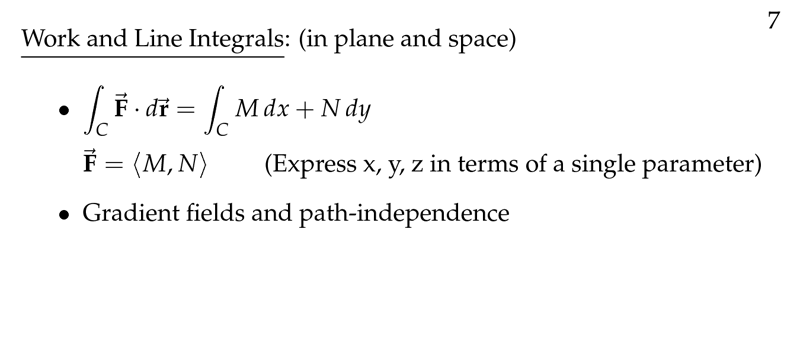 7
Work and Line Integrals: (in plane and space)
• ∫_C F⃗ · dr⃗ = ∫_C M dx + N dy
F⃗ = ⟨M, N⟩ (Express x, y, z in terms of a single parameter)
• Gradient fields and path-independence